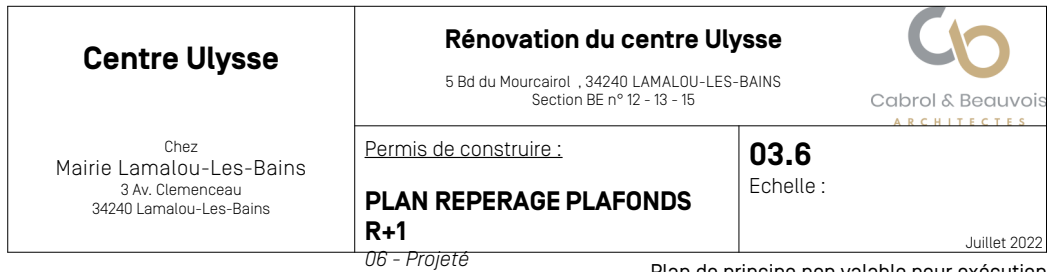 Centre Ulysse
Chez
Mairie Lamalou-Les-Bains
3 Av. Clemenceau
34240 Lamalou-Les-Bains
Rénovation du centre Ulysse
5 Bd du Mourcairol , 34240 LAMALOU-LES-BAINS
Section BE n° 12 - 13 - 15
Cabrol & Beauvois
ARCHITECTES
Permis de construire :
PLAN REPERAGE PLAFONDS
R+1
06 - Projeté
03.6
Echelle :
Juillet 2022
Plan de principe non valable pour exécution